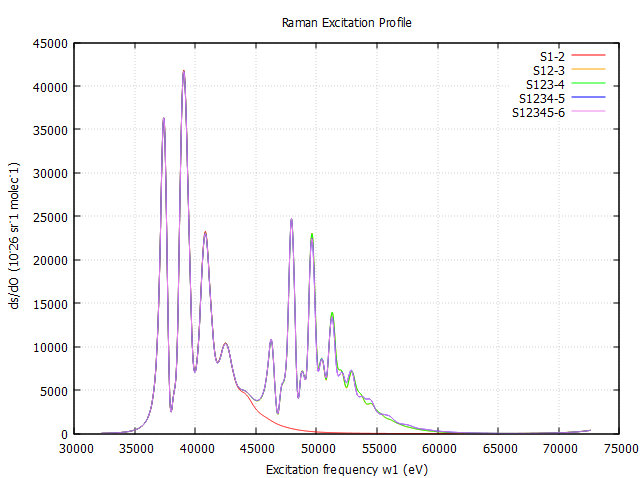 Raman Excitation Profile
45000
40000
35000
30000
25000
20000
15000
10000
5000
0
ds/dO (10^26 sr^1 molec^1)
S1-2
S12-3
S123-4
S1234-5
S12345-6
30000 35000 40000 45000 50000 55000 60000 65000 70000 75000
Excitation frequency w1 (eV)